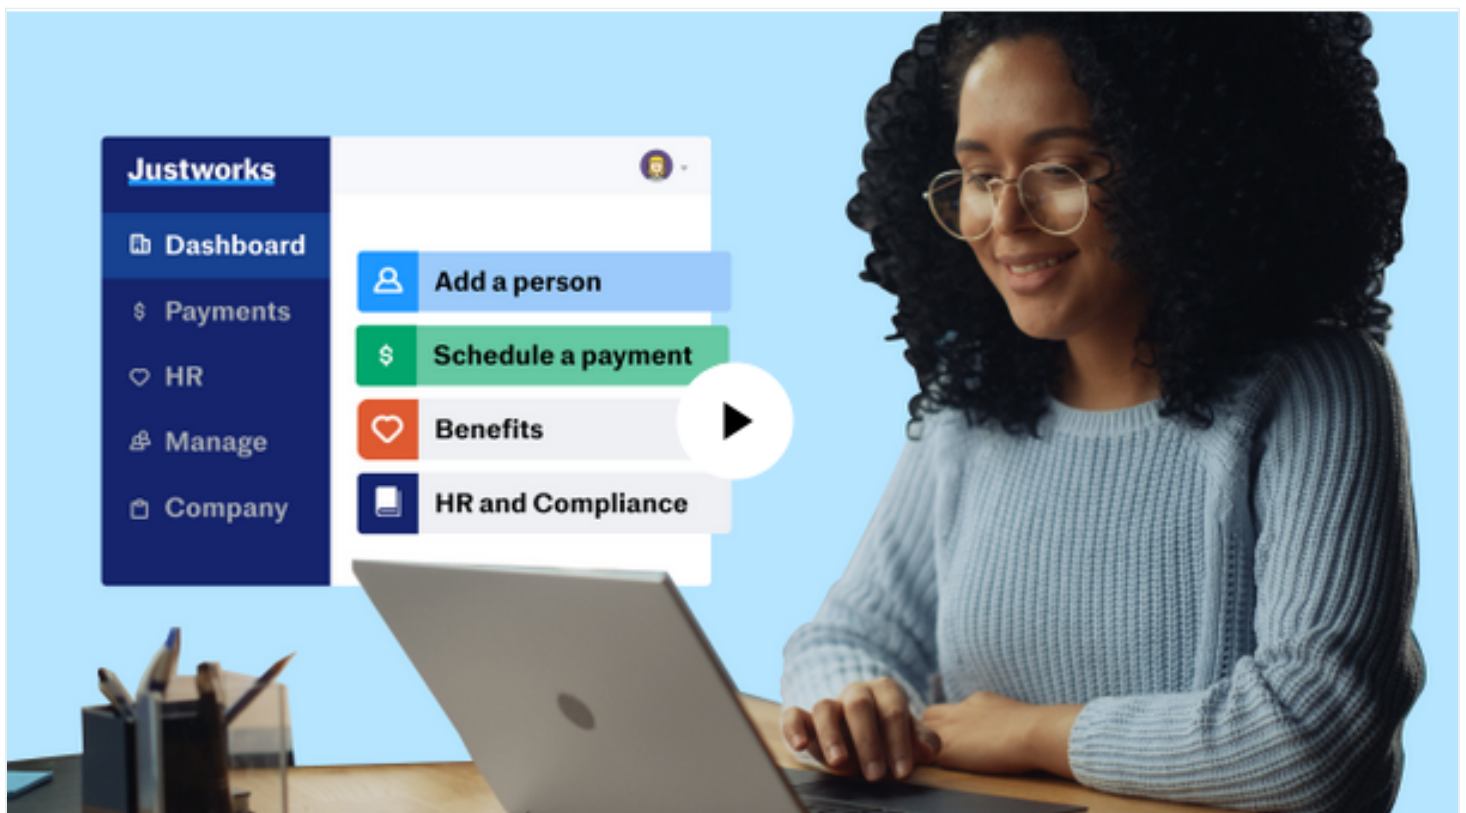 Justworks
Dashboard
Payments
HR
Manage
Company
Add a person
Schedule a payment
Benefits
HR and Compliance